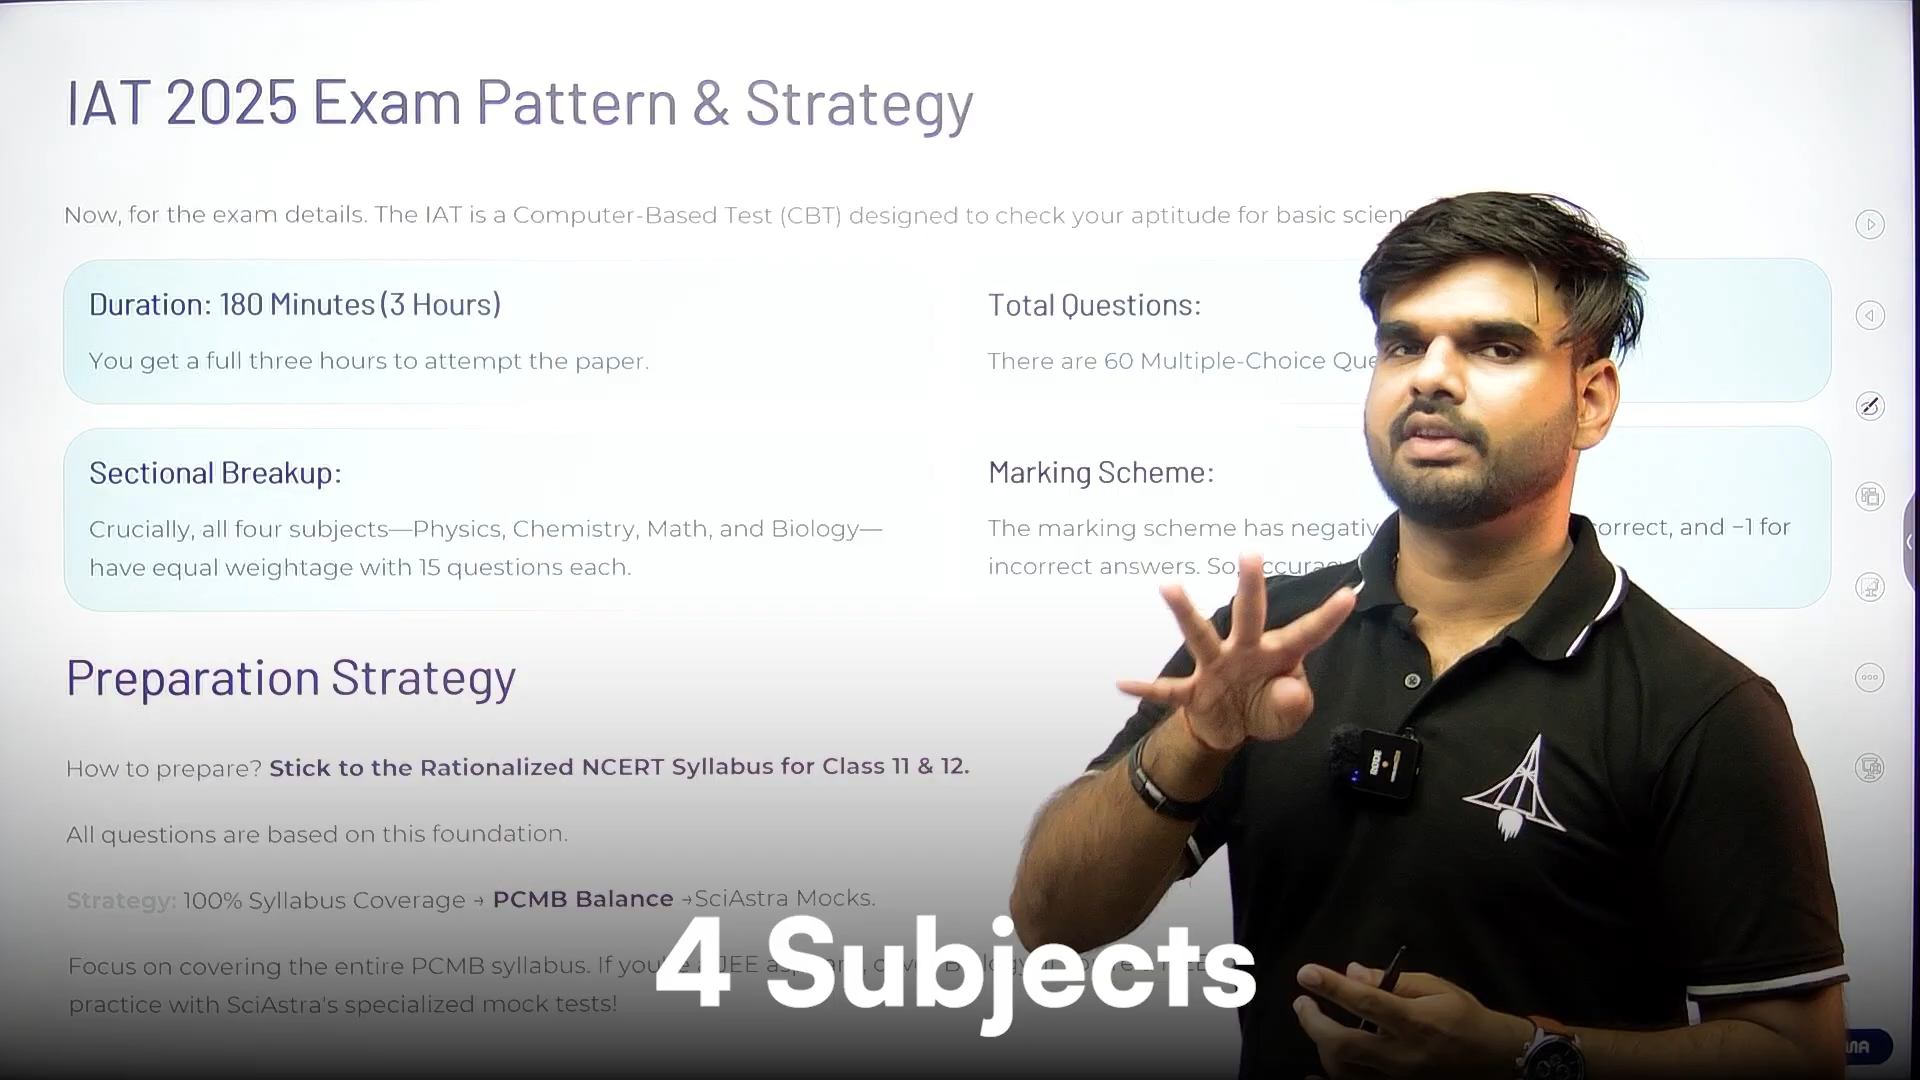 IAT 2025 Exam Pattern & Strategy
Now, for the exam details. The IAT is a Computer-Based Test (CBT) designed to check your aptitude for basic
Duration: 180 Minutes (3 Hours)
You get a full three hours to attempt the paper.
Total Questions:
There are 60 Multiple-Choice
Sectional Breakup:
Crucially, all four subjects—Physics, Chemistry, Math, and Biology—
have equal weightage with 15 questions each.
Marking Scheme:
The marking scheme has correct, and −1 for
incorrect answers. So,
Preparation Strategy
How to prepare? Stick to the Rationalized NCERT Syllabus for Class 11 & 12.
All questions are based on this foundation.
Strategy: 100% Syllabus Coverage → PCMB Balance →SciAstra Mocks.
Focus on covering the entire PCMB syllabus. If JEE
practice with SciAstra's specialized mock tests!
4 Subjects
RODE